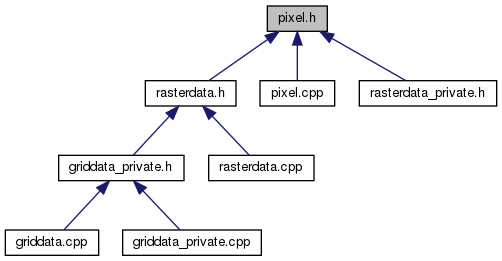 pixel.h
rasterdata.h
pixel.cpp
rasterdata_private.h
griddata_private.h
rasterdata.cpp
griddata.cpp
griddata_private.cpp